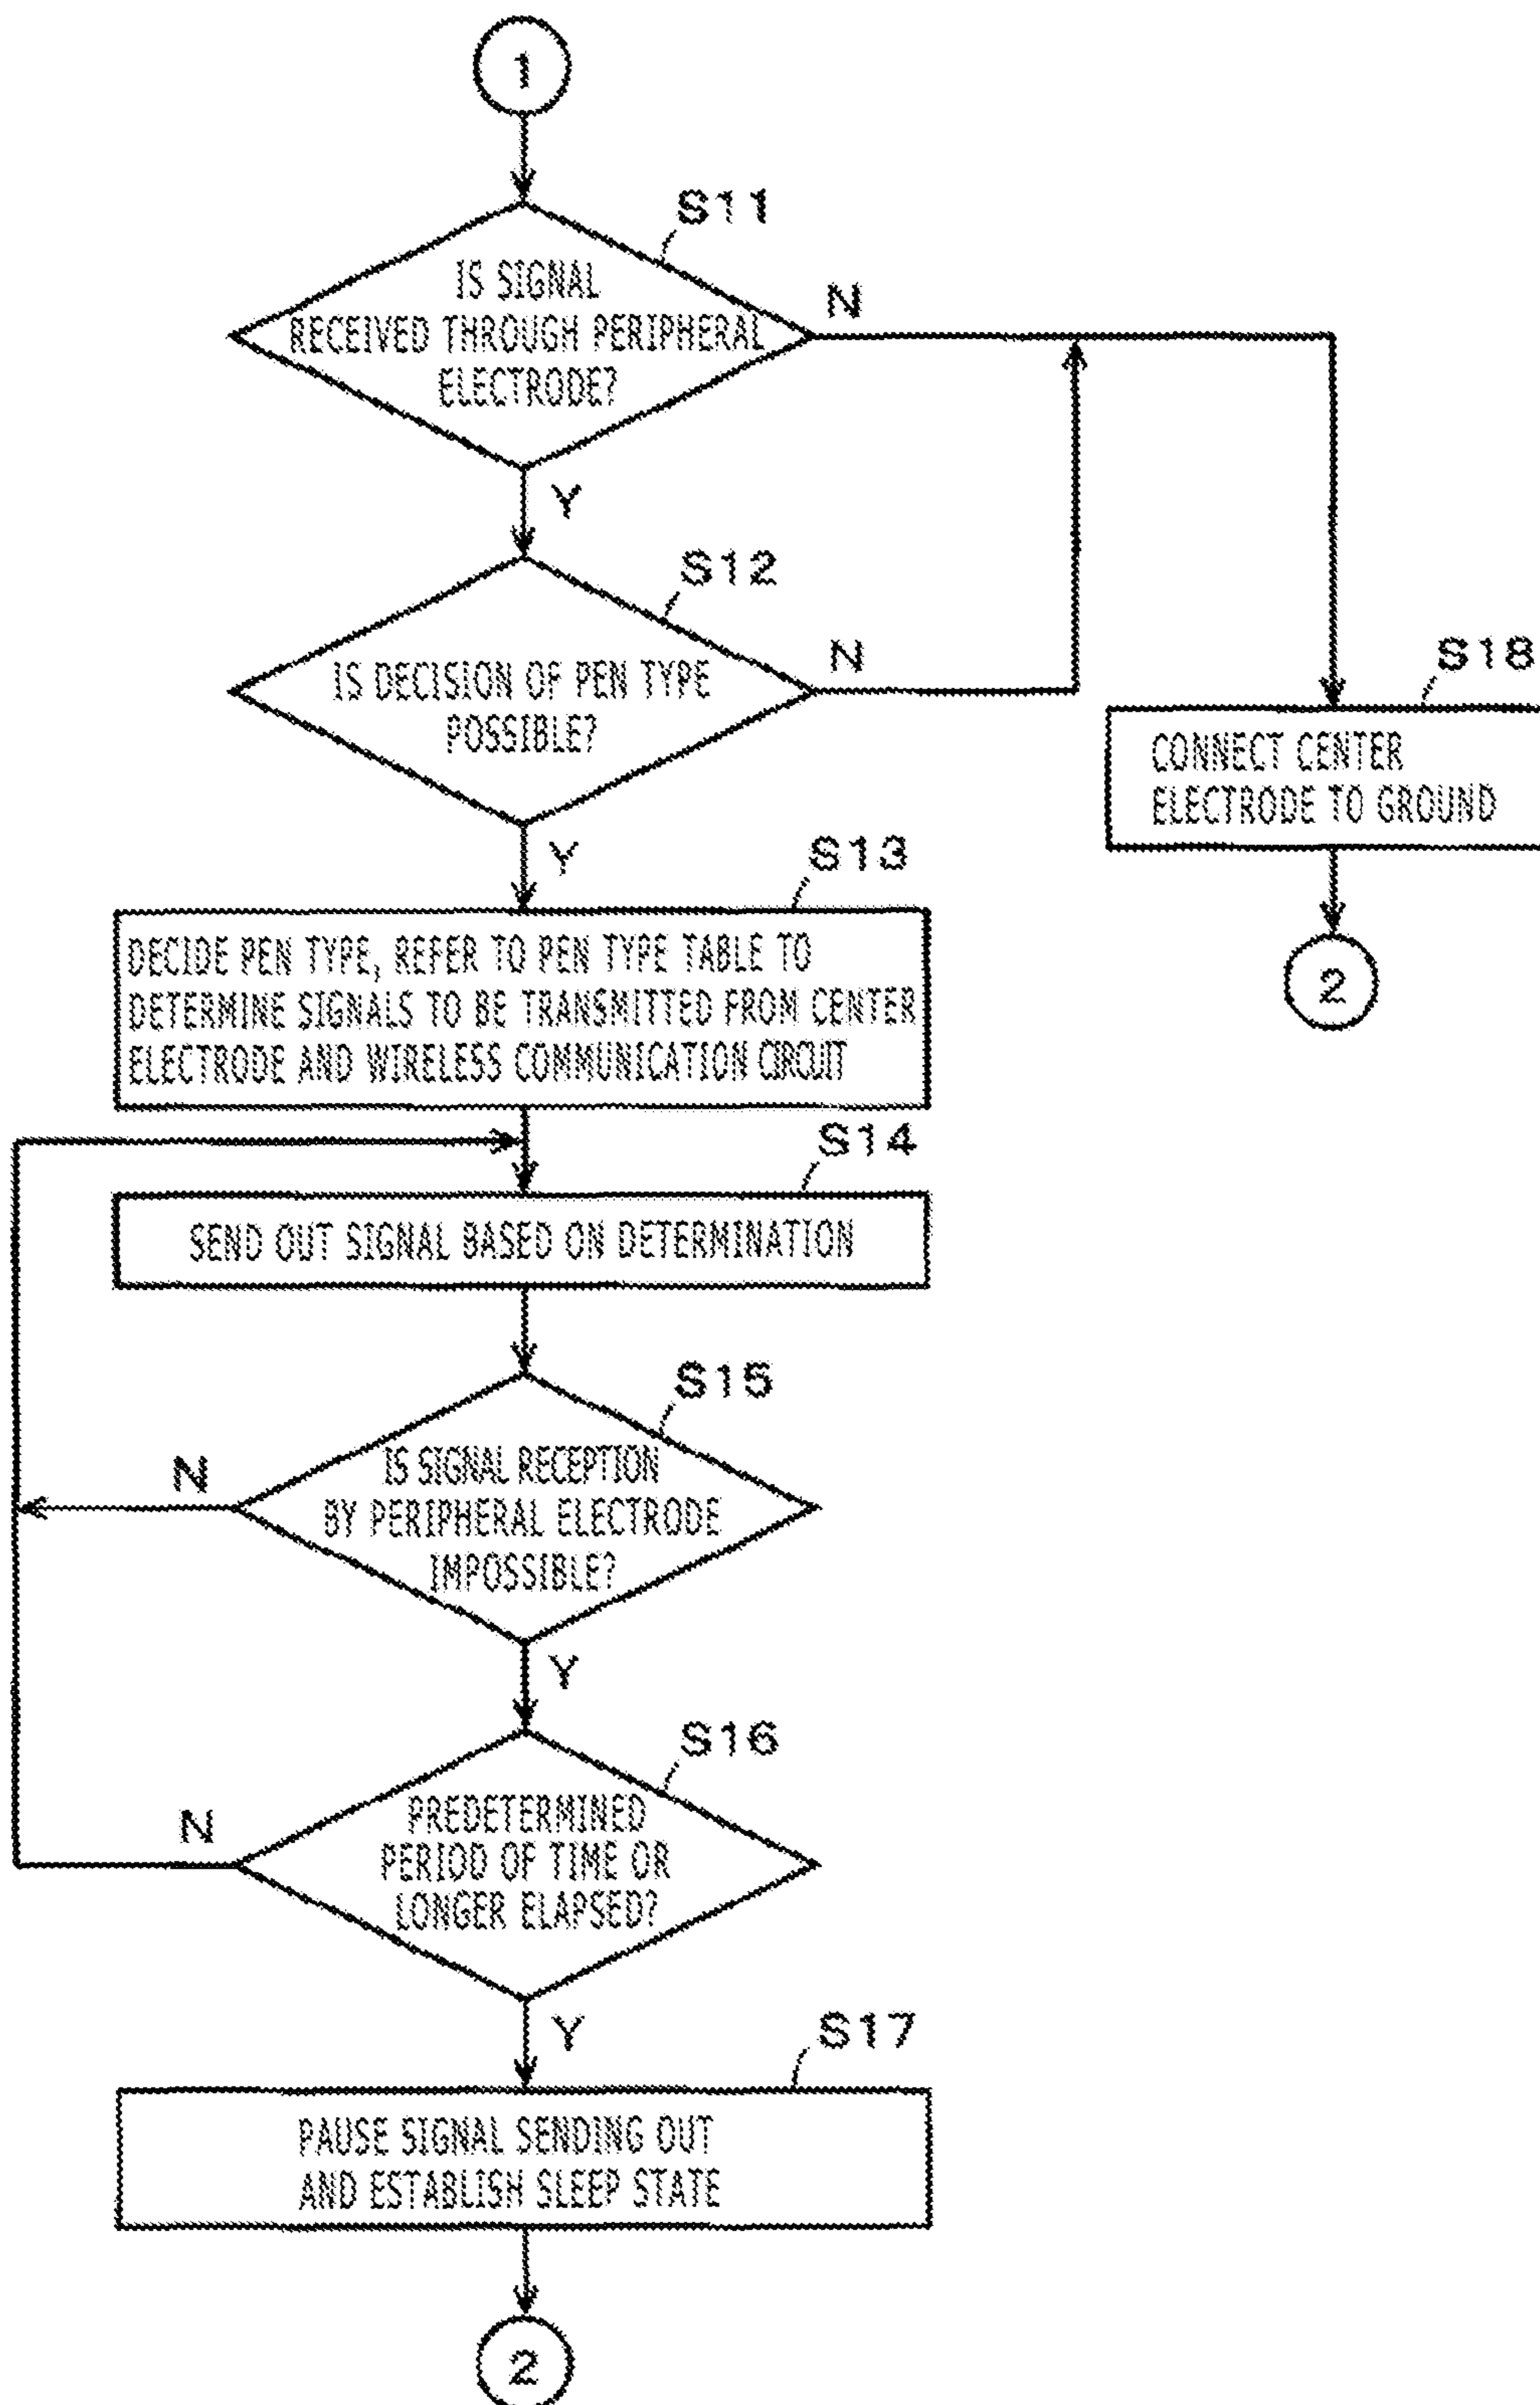 1
S11
IS SIGNAL
RECEIVED THROUGH PERIPHERAL
ELECTRODE?
N
Y
S12
IS DECISION OF PEN TYPE
POSSIBLE?
N
Y
S18
CONNECT CENTER
ELECTRODE TO GROUND
2
S13
DECIDE PEN TYPE, REFER TO PEN TYPE TABLE TO
DETERMINE SIGNALS TO BE TRANSMITTED FROM CENTER
ELECTRODE AND WIRELESS COMMUNICATION CIRCUIT
S14
SEND OUT SIGNAL BASED ON DETERMINATION
S15
IS SIGNAL RECEPTION
BY PERIPHERAL ELECTRODE
IMPOSSIBLE?
N
Y
S16
PREDETERMINED
PERIOD OF TIME OR
LONGER ELAPSED?
N
Y
S17
PAUSE SIGNAL SENDING OUT
AND ESTABLISH SLEEP STATE
2